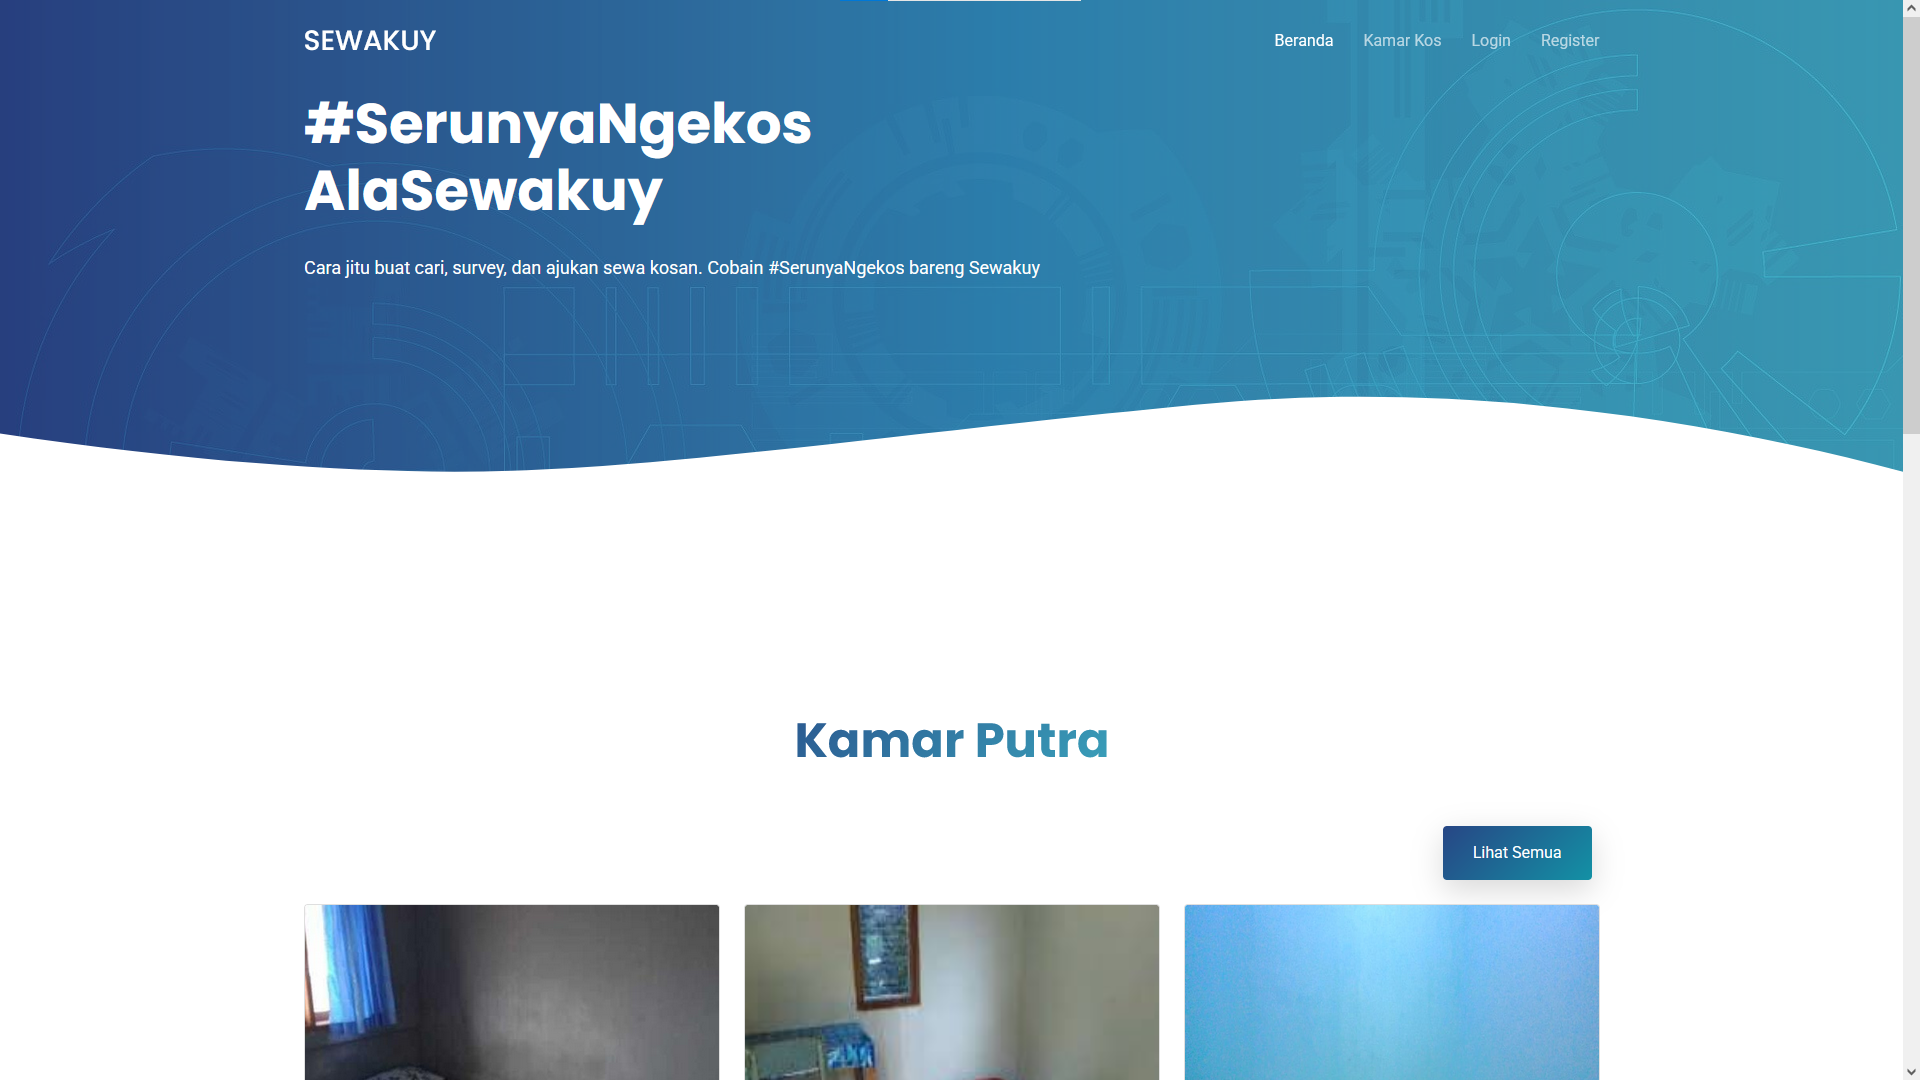 SEWAKUY
Beranda Kamar Kos Login Register
#SerunyaNgekos
AlaSewakuy
Cara jitu buat cari, survey, dan ajukan sewa kosan. Cobain #SerunyaNgekos bareng Sewakuy
Kamar Putra
Lihat Semua